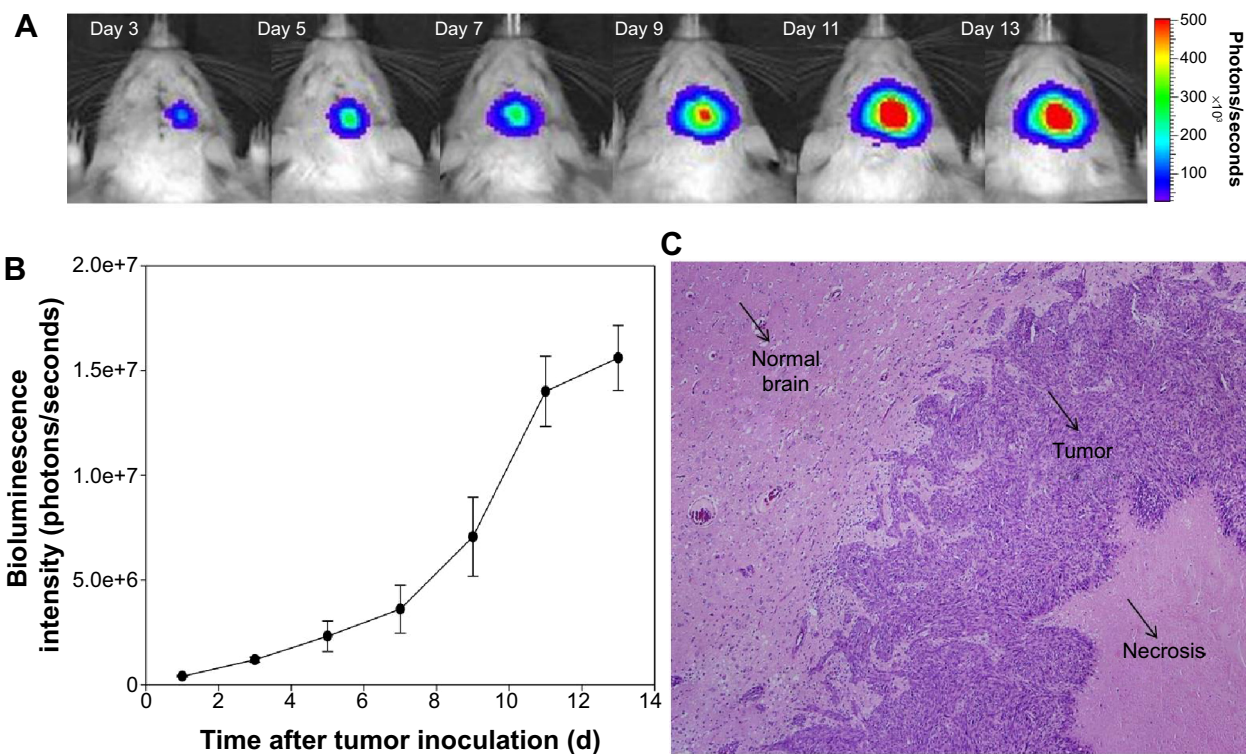 A
Day 3
Day 5
Day 7
Day 9
Day 11
Day 13
500
400
300
200
100
×10³
Photons/seconds
B
2.0e+7
1.5e+7
1.0e+7
5.0e+6
0
0 2 4 6 8 10 12 14
Bioluminescence
intensity (photons/seconds)
Time after tumor inoculation (d)
C
Normal
brain
Tumor
Necrosis